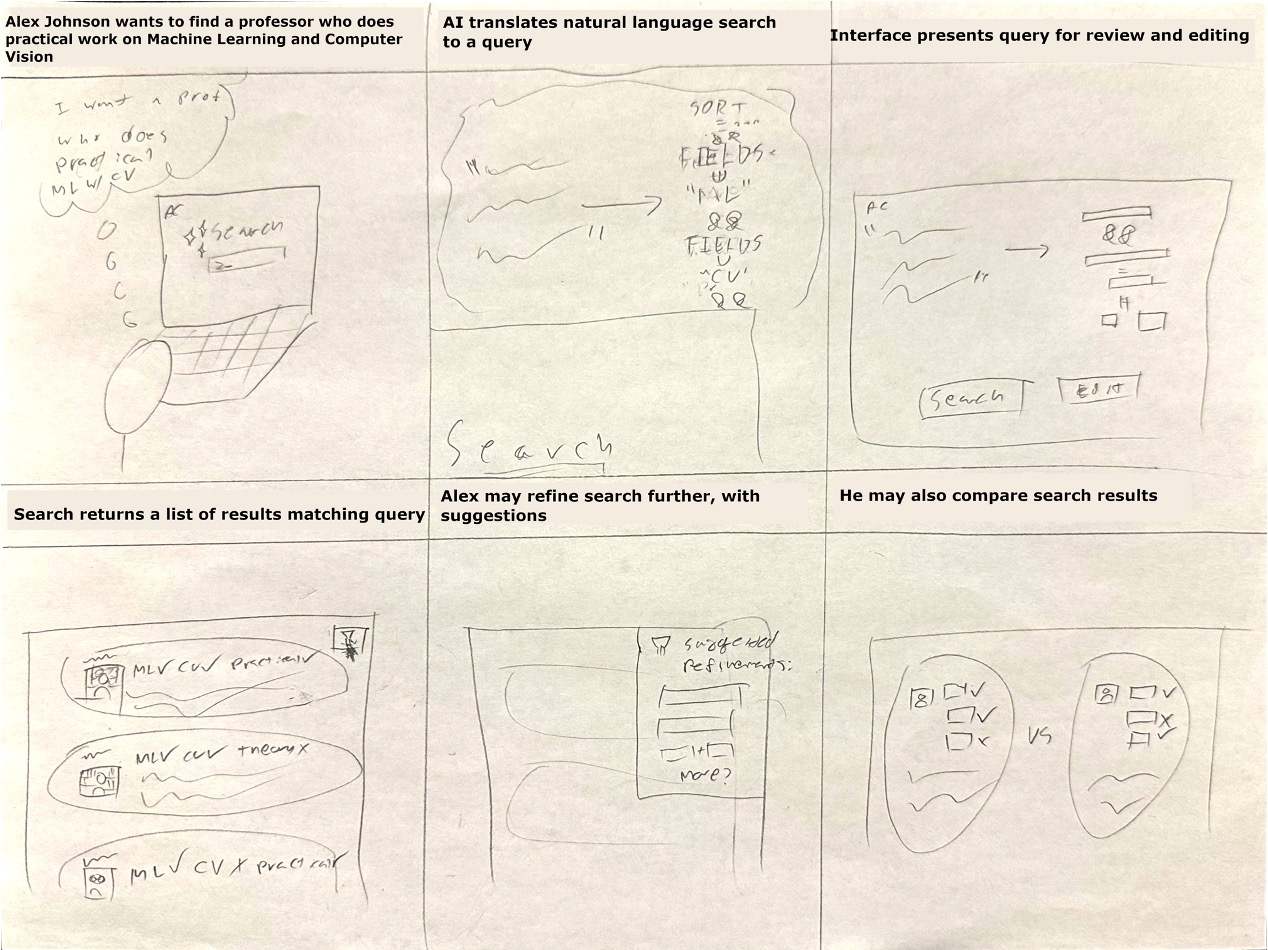 Alex Johnson wants to find a professor who does
practical work on Machine Learning and Computer
Vision
I want a prof
who does
practical
ML w/ CV
Search
AI translates natural language search
to a query
SORT
&&
FIELDS
"ML"
&&
FIELDS
"CV"
&&
Search
Interface presents query for review and editing
&&
Search
EDIT
Search returns a list of results matching query
ML✓ CV✓ Practical✓
ML✓ CV✓ theory X
ML✓ CV X practical✓
Alex may refine search further, with
suggestions
Suggested
Refinements:
More?
He may also compare search results
VS